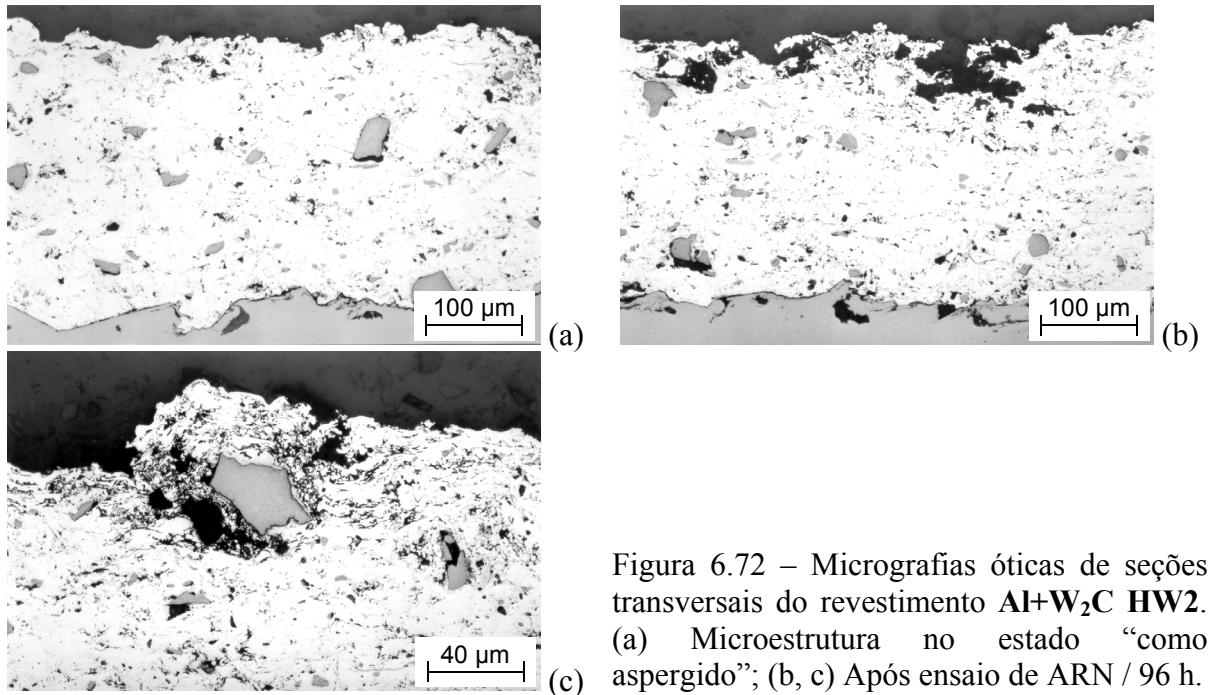 100 µm
(a)
100 µm
(b)
40 µm
(c)
Figura 6.72 – Micrografias óticas de seções
transversais do revestimento Al+W₂C HW2.
(a) Microestrutura no estado “como
aspergido”; (b, c) Após ensaio de ARN / 96 h.